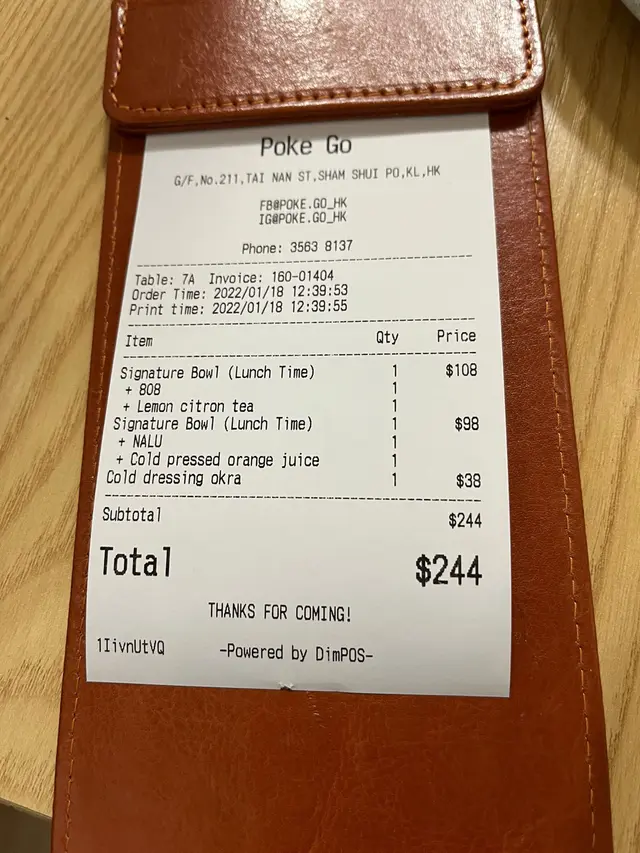 Poke Go
G/F,No.211,TAI NAN ST,SHAM SHUI PO,KL,HK
FB@POKE.GO_HK
IG@POKE.GO_HK
Phone: 3563 8137
Table: 7A Invoice: 160-01404
Order Time: 2022/01/18 12:39:53
Print time: 2022/01/18 12:39:55
Item Qty Price
Signature Bowl (Lunch Time) 1 $108
+ 808 1
+ Lemon citron tea 1
Signature Bowl (Lunch Time) 1 $98
+ NALU 1
+ Cold pressed orange juice 1
Cold dressing okra 1 $38
Subtotal $244
Total $244
THANKS FOR COMING!
1IivnUtVQ -Powered by DimPOS-